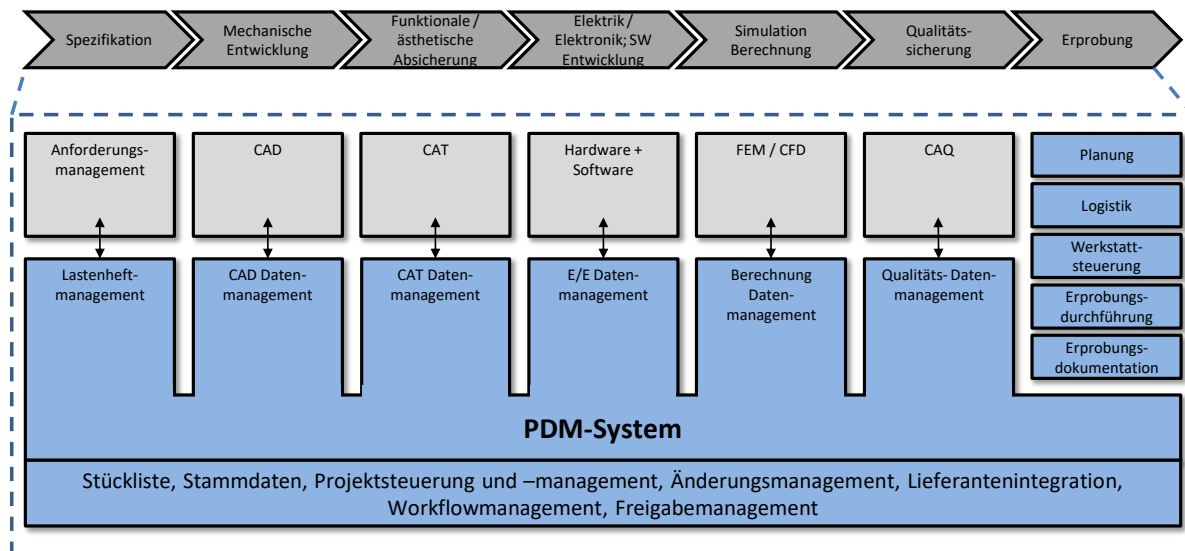 Spezifikation
Mechanische
Entwicklung
Funktionale /
ästhetische
Absicherung
Elektrik /
Elektronik; SW
Entwicklung
Simulation
Berechnung
Qualitäts-
sicherung
Erprobung
Anforderungs-
management
CAD
CAT
Hardware +
Software
FEM / CFD
CAQ
Planung
Logistik
Werkstatt-
steuerung
Erprobungs-
durchführung
Erprobungs-
dokumentation
Lastenheft-
management
CAD Daten-
management
CAT Daten-
management
E/E Daten-
management
Berechnung
Daten-
management
Qualitäts- Daten-
management
PDM-System
Stückliste, Stammdaten, Projektsteuerung und –management, Änderungsmanagement, Lieferantenintegration,
Workflowmanagement, Freigabemanagement